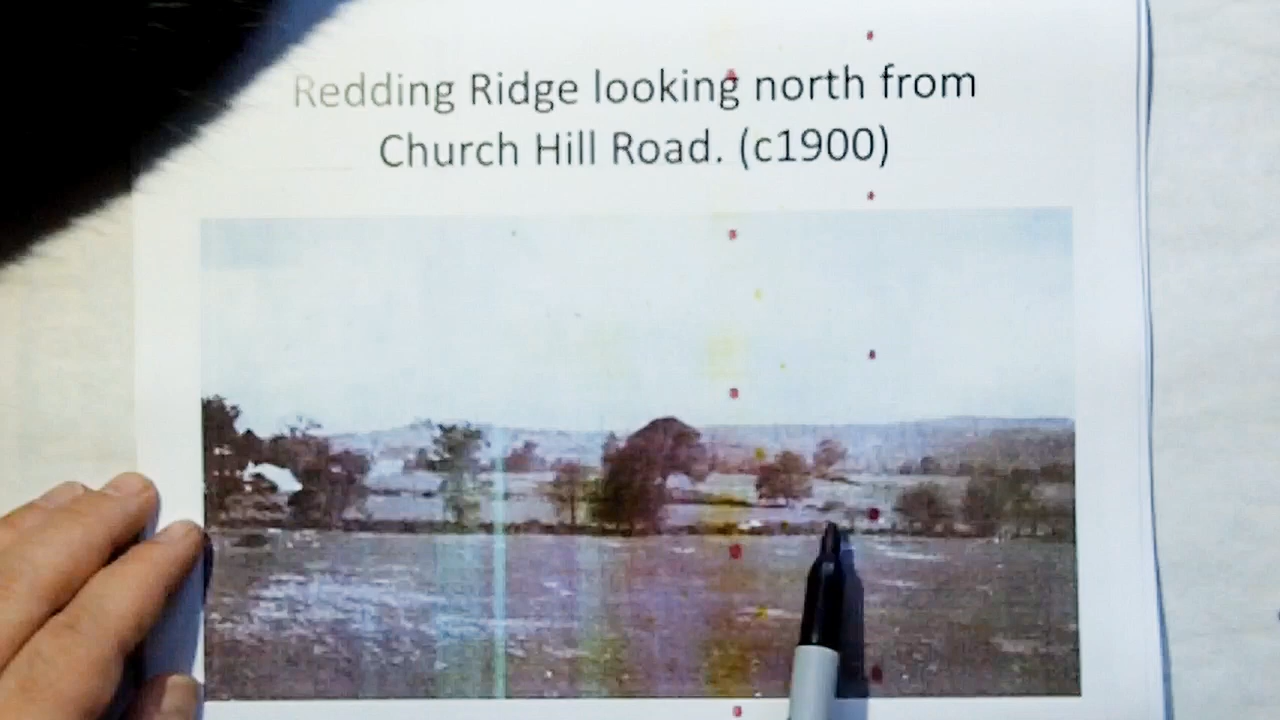 Redding Ridge looking north from
Church Hill Road. (c1900)